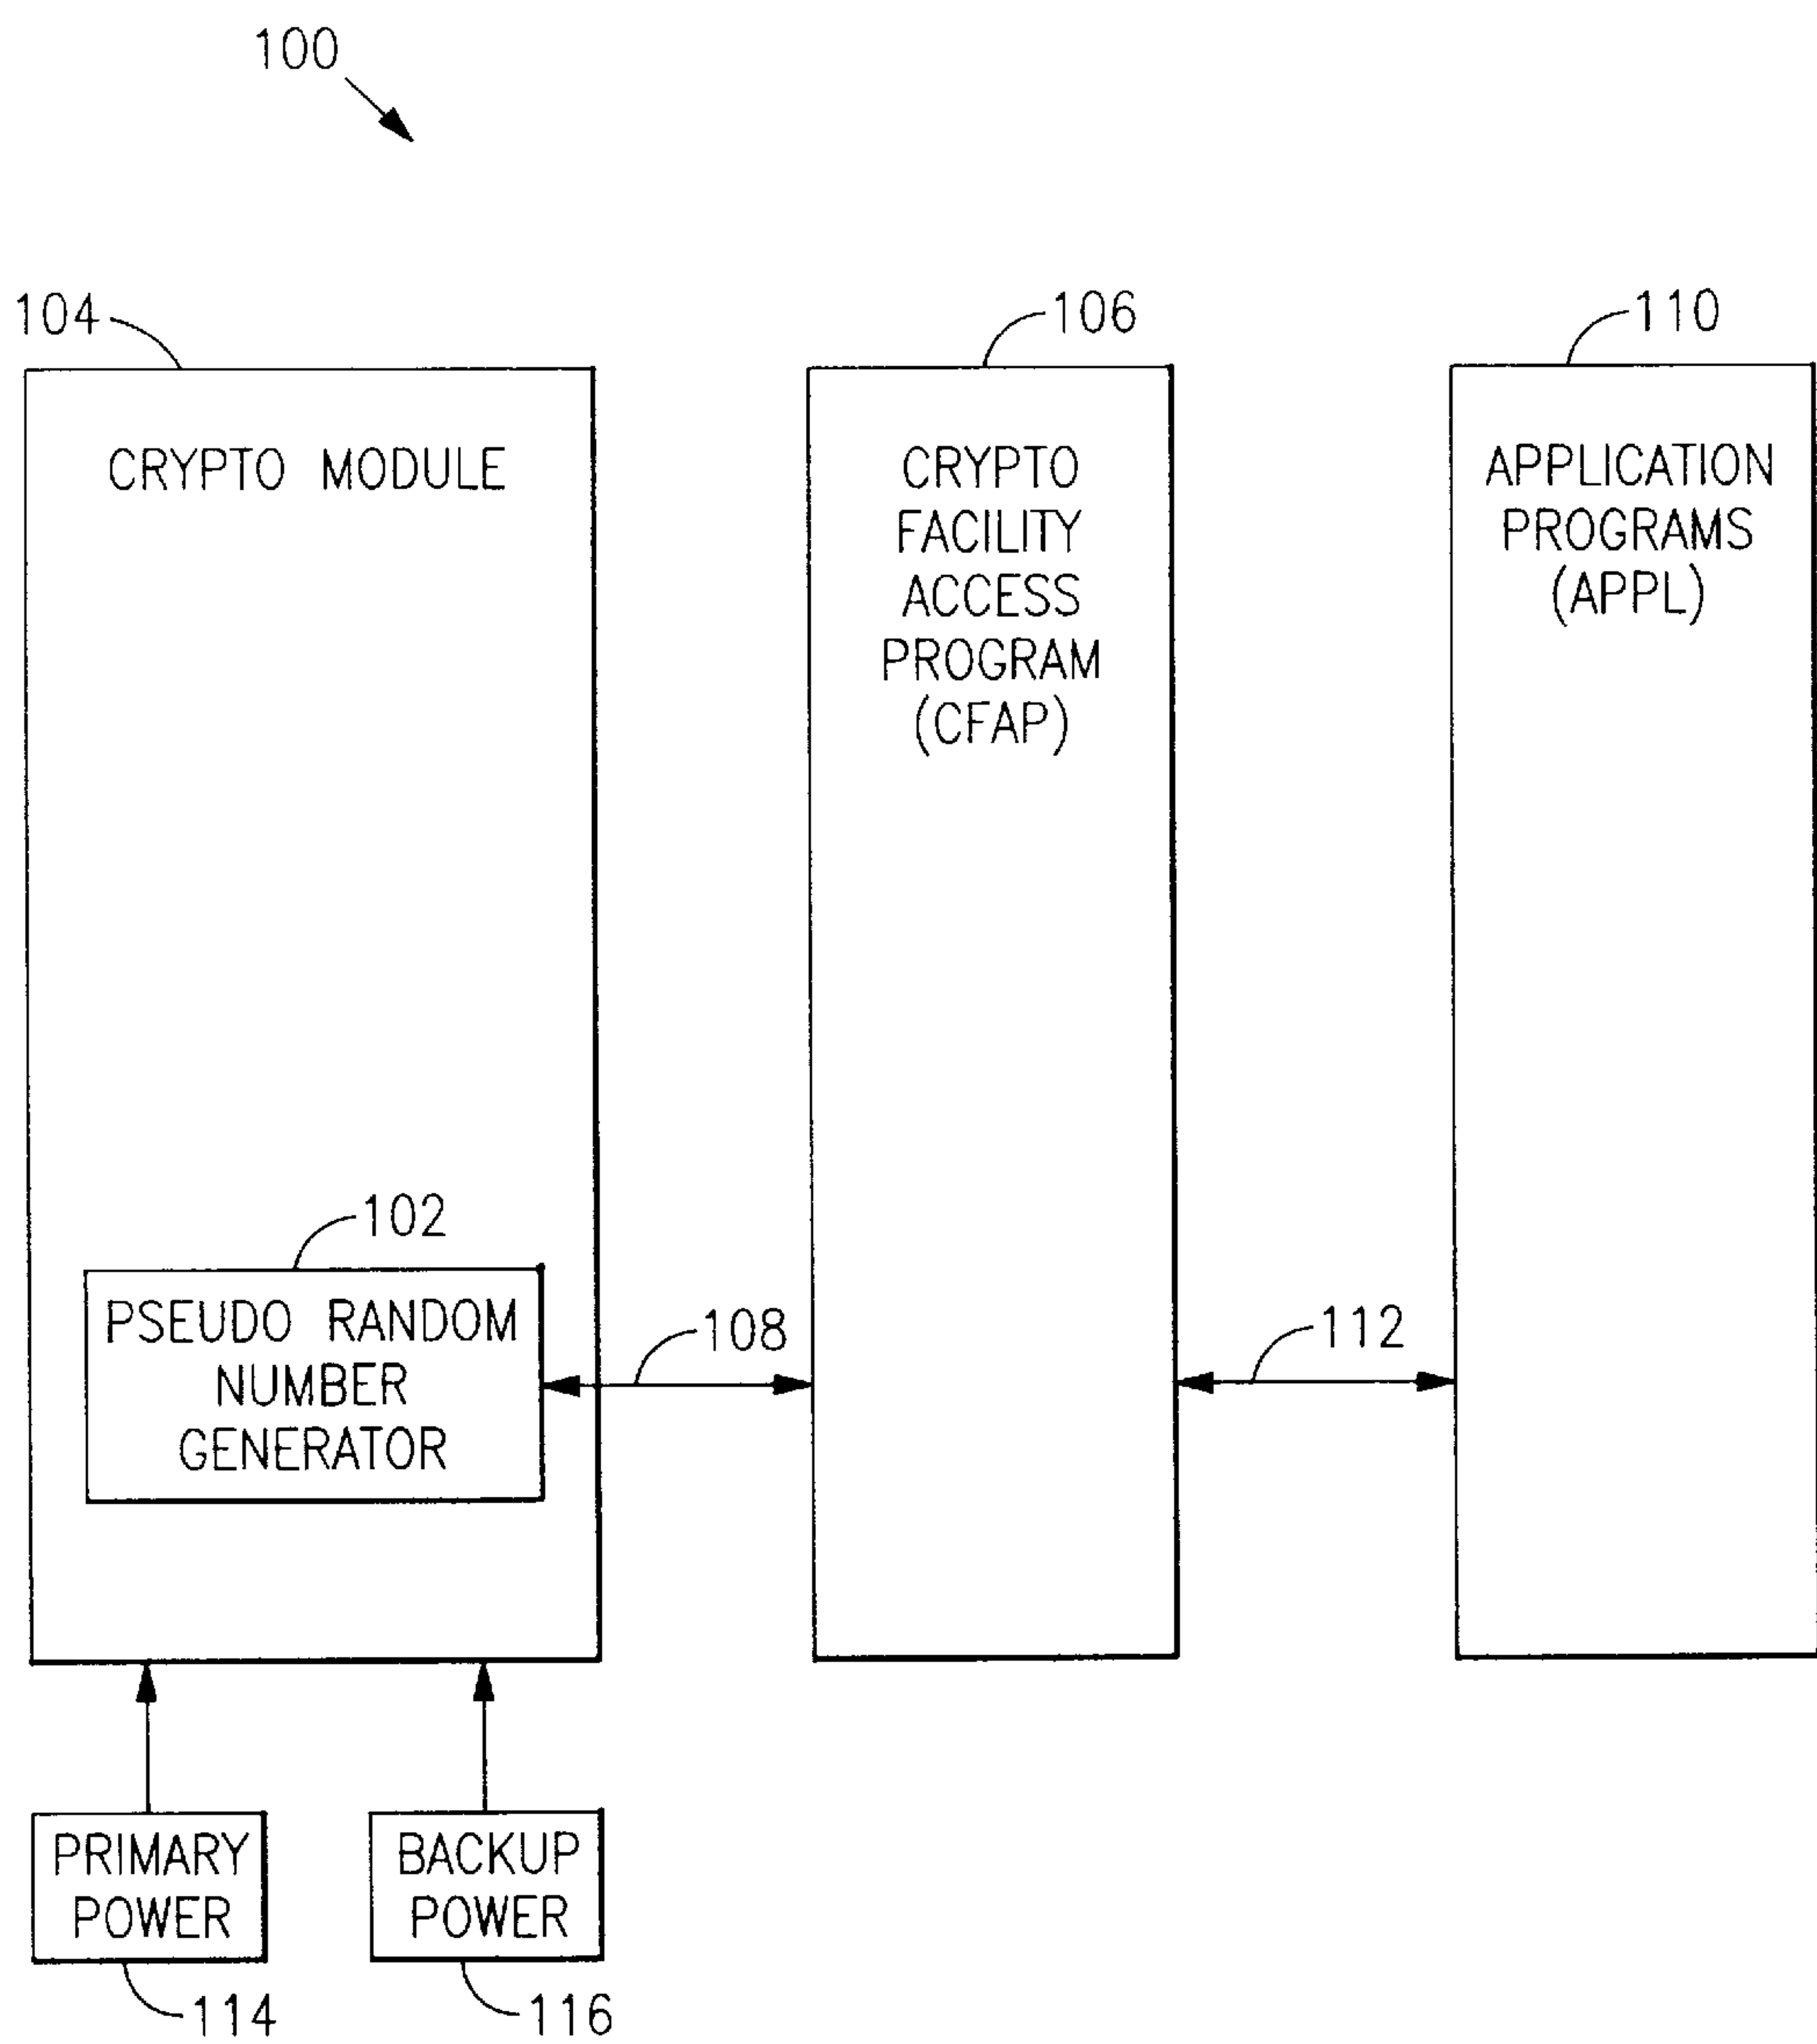 100
104
106
110
CRYPTO MODULE
CRYPTO
FACILITY
ACCESS
PROGRAM
(CFAP)
APPLICATION
PROGRAMS
(APPL)
102
PSEUDO RANDOM
NUMBER
GENERATOR
108
112
PRIMARY
POWER
BACKUP
POWER
114
116